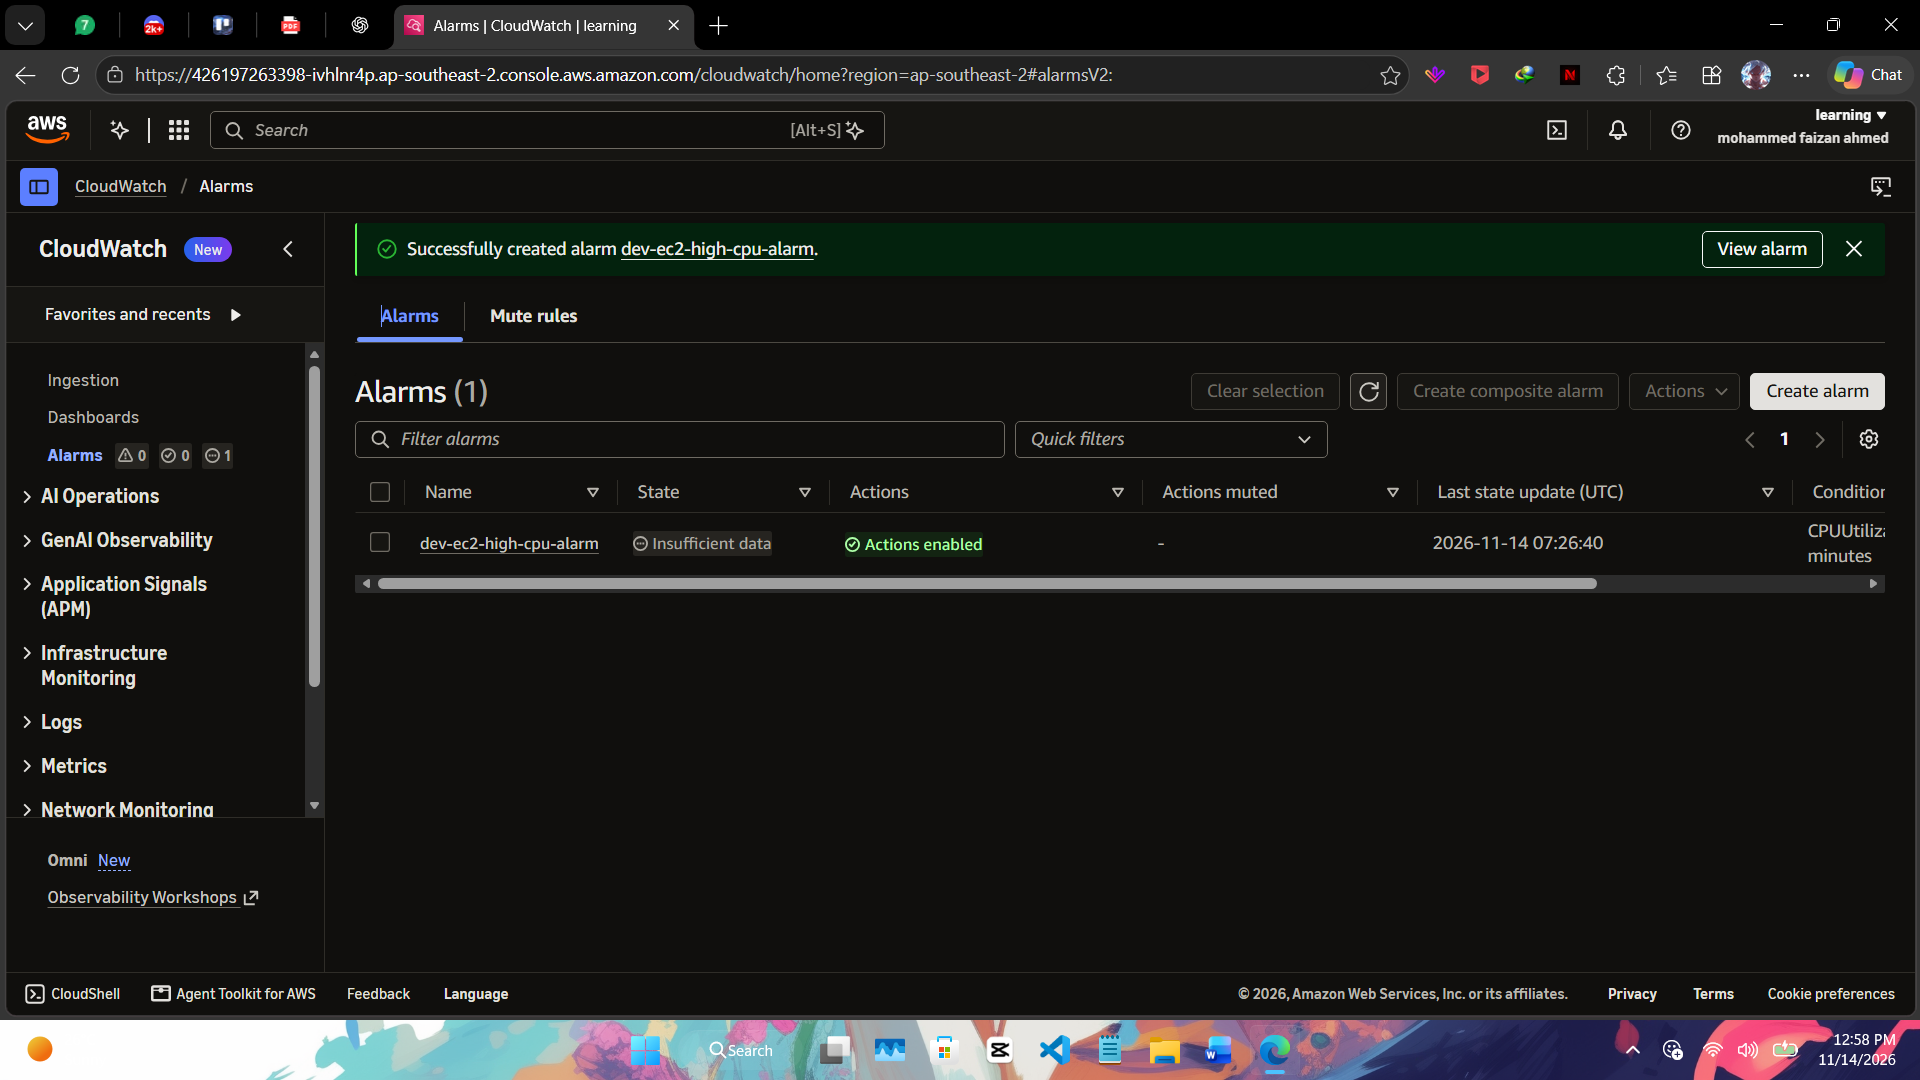 7
2k+
PDF
Alarms | CloudWatch | learning
https://426197263398-ivhlnr4p.ap-southeast-2.console.aws.amazon.com/cloudwatch/home?region=ap-southeast-2#alarmsV2:
N
Chat
aws
Search
[Alt+S]
learning
mohammed faizan ahmed
CloudWatch / Alarms
CloudWatch New
Favorites and recents
Ingestion
Dashboards
Alarms 0 0 1
AI Operations
GenAI Observability
Application Signals
(APM)
Infrastructure
Monitoring
Logs
Metrics
Network Monitoring
Omni New
Observability Workshops
Successfully created alarm dev-ec2-high-cpu-alarm.
View alarm
Alarms
Mute rules
Alarms (1)
Clear selection
Create composite alarm
Actions
Create alarm
Filter alarms
Quick filters
1
Name State Actions Actions muted Last state update (UTC) Condition
dev-ec2-high-cpu-alarm Insufficient data Actions enabled - 2026-11-14 07:26:40 CPUUtiliza
minutes
CloudShell Agent Toolkit for AWS Feedback Language
© 2026, Amazon Web Services, Inc. or its affiliates. Privacy Terms Cookie preferences
Search
W
12:58 PM
11/14/2026